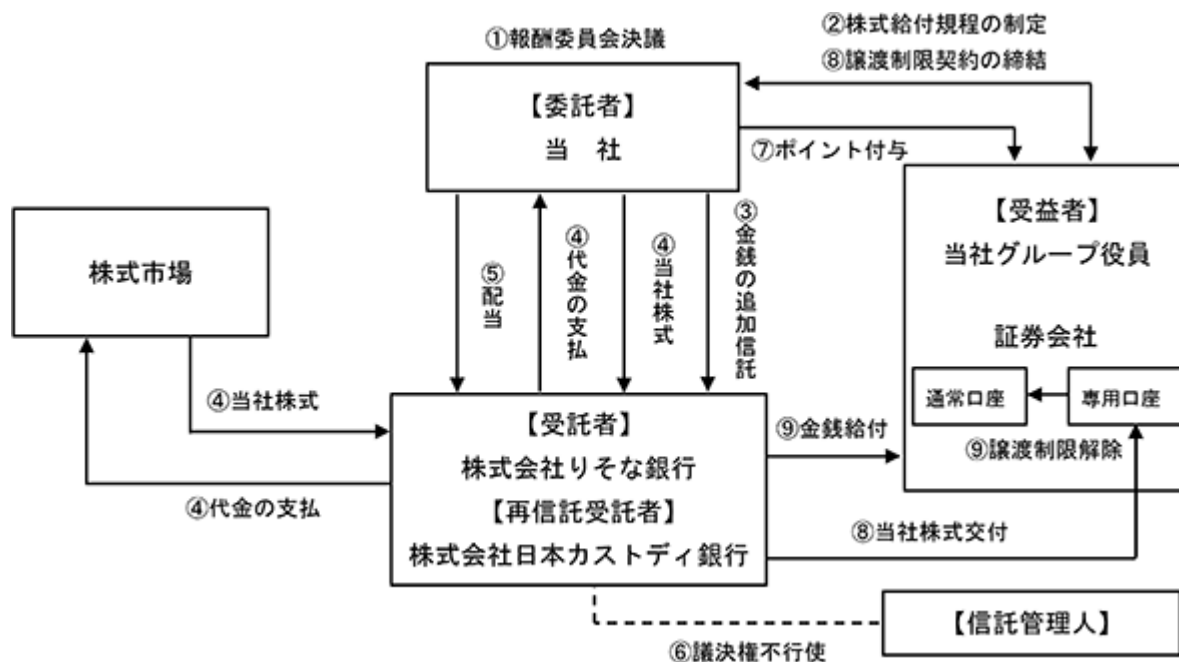 ①報酬委員会決議
②株式給付規程の制定
⑧譲渡制限契約の締結
【委託者】
当 社
⑦ポイント付与
【受益者】
当社グループ役員
株式市場
⑤配当
④代金の支払
④当社株式
③金銭の追加信託
証券会社
通常口座
専用口座
⑨譲渡制限解除
④当社株式
④代金の支払
【受託者】
株式会社りそな銀行
【再信託受託者】
株式会社日本カストディ銀行
⑨金銭給付
⑧当社株式交付
【信託管理人】
⑥議決権不行使